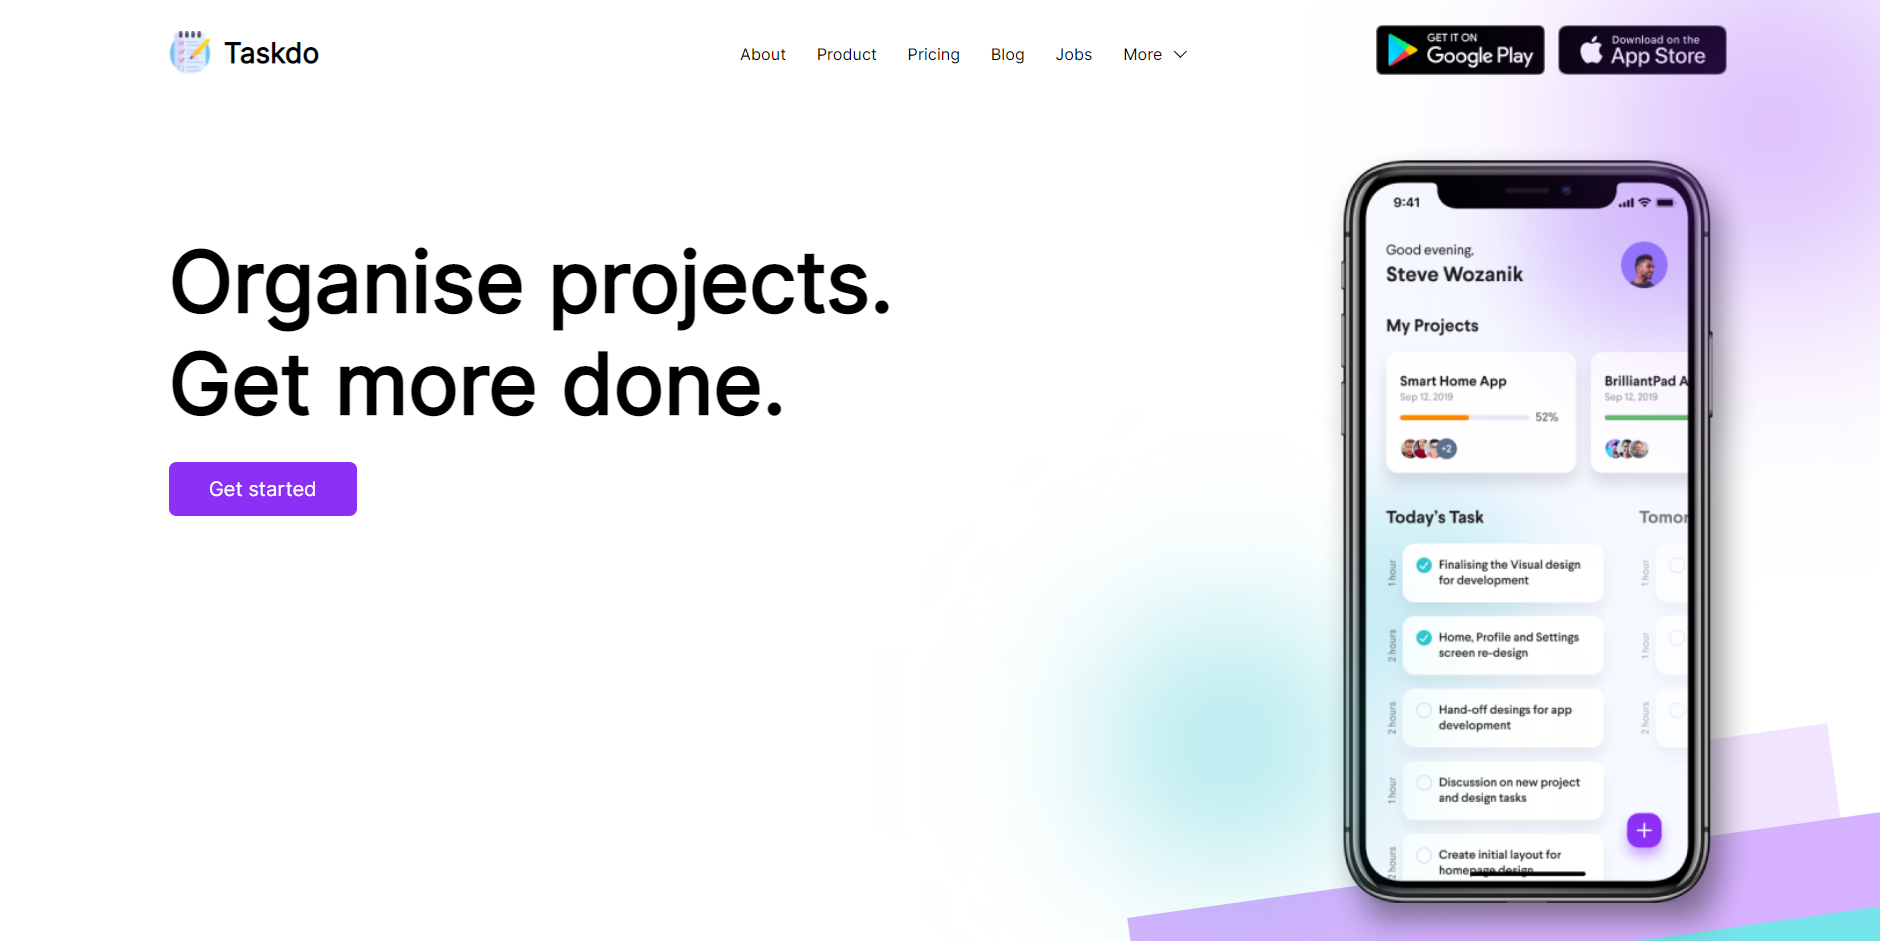 Taskdo
About
Product
Pricing
Blog
Jobs
More
GET IT ON
Google Play
Download on the
App Store
Organise projects.
Get more done.
Get started
9:41
Good evening,
Steve Wozanik
My Projects
Smart Home App
Sep 12, 2019
52%
+2
BrilliantPad A
Sep 12, 2019
Today's Task
Tomor
1 hour
Finalising the Visual design
for development
1 hour
2 hours
Home, Profile and Settings
screen re-design
1 hour
2 hours
Hand-off desings for app
development
2 hours
1 hour
Discussion on new project
and design tasks
2 hours
Create initial layout for
homepage design